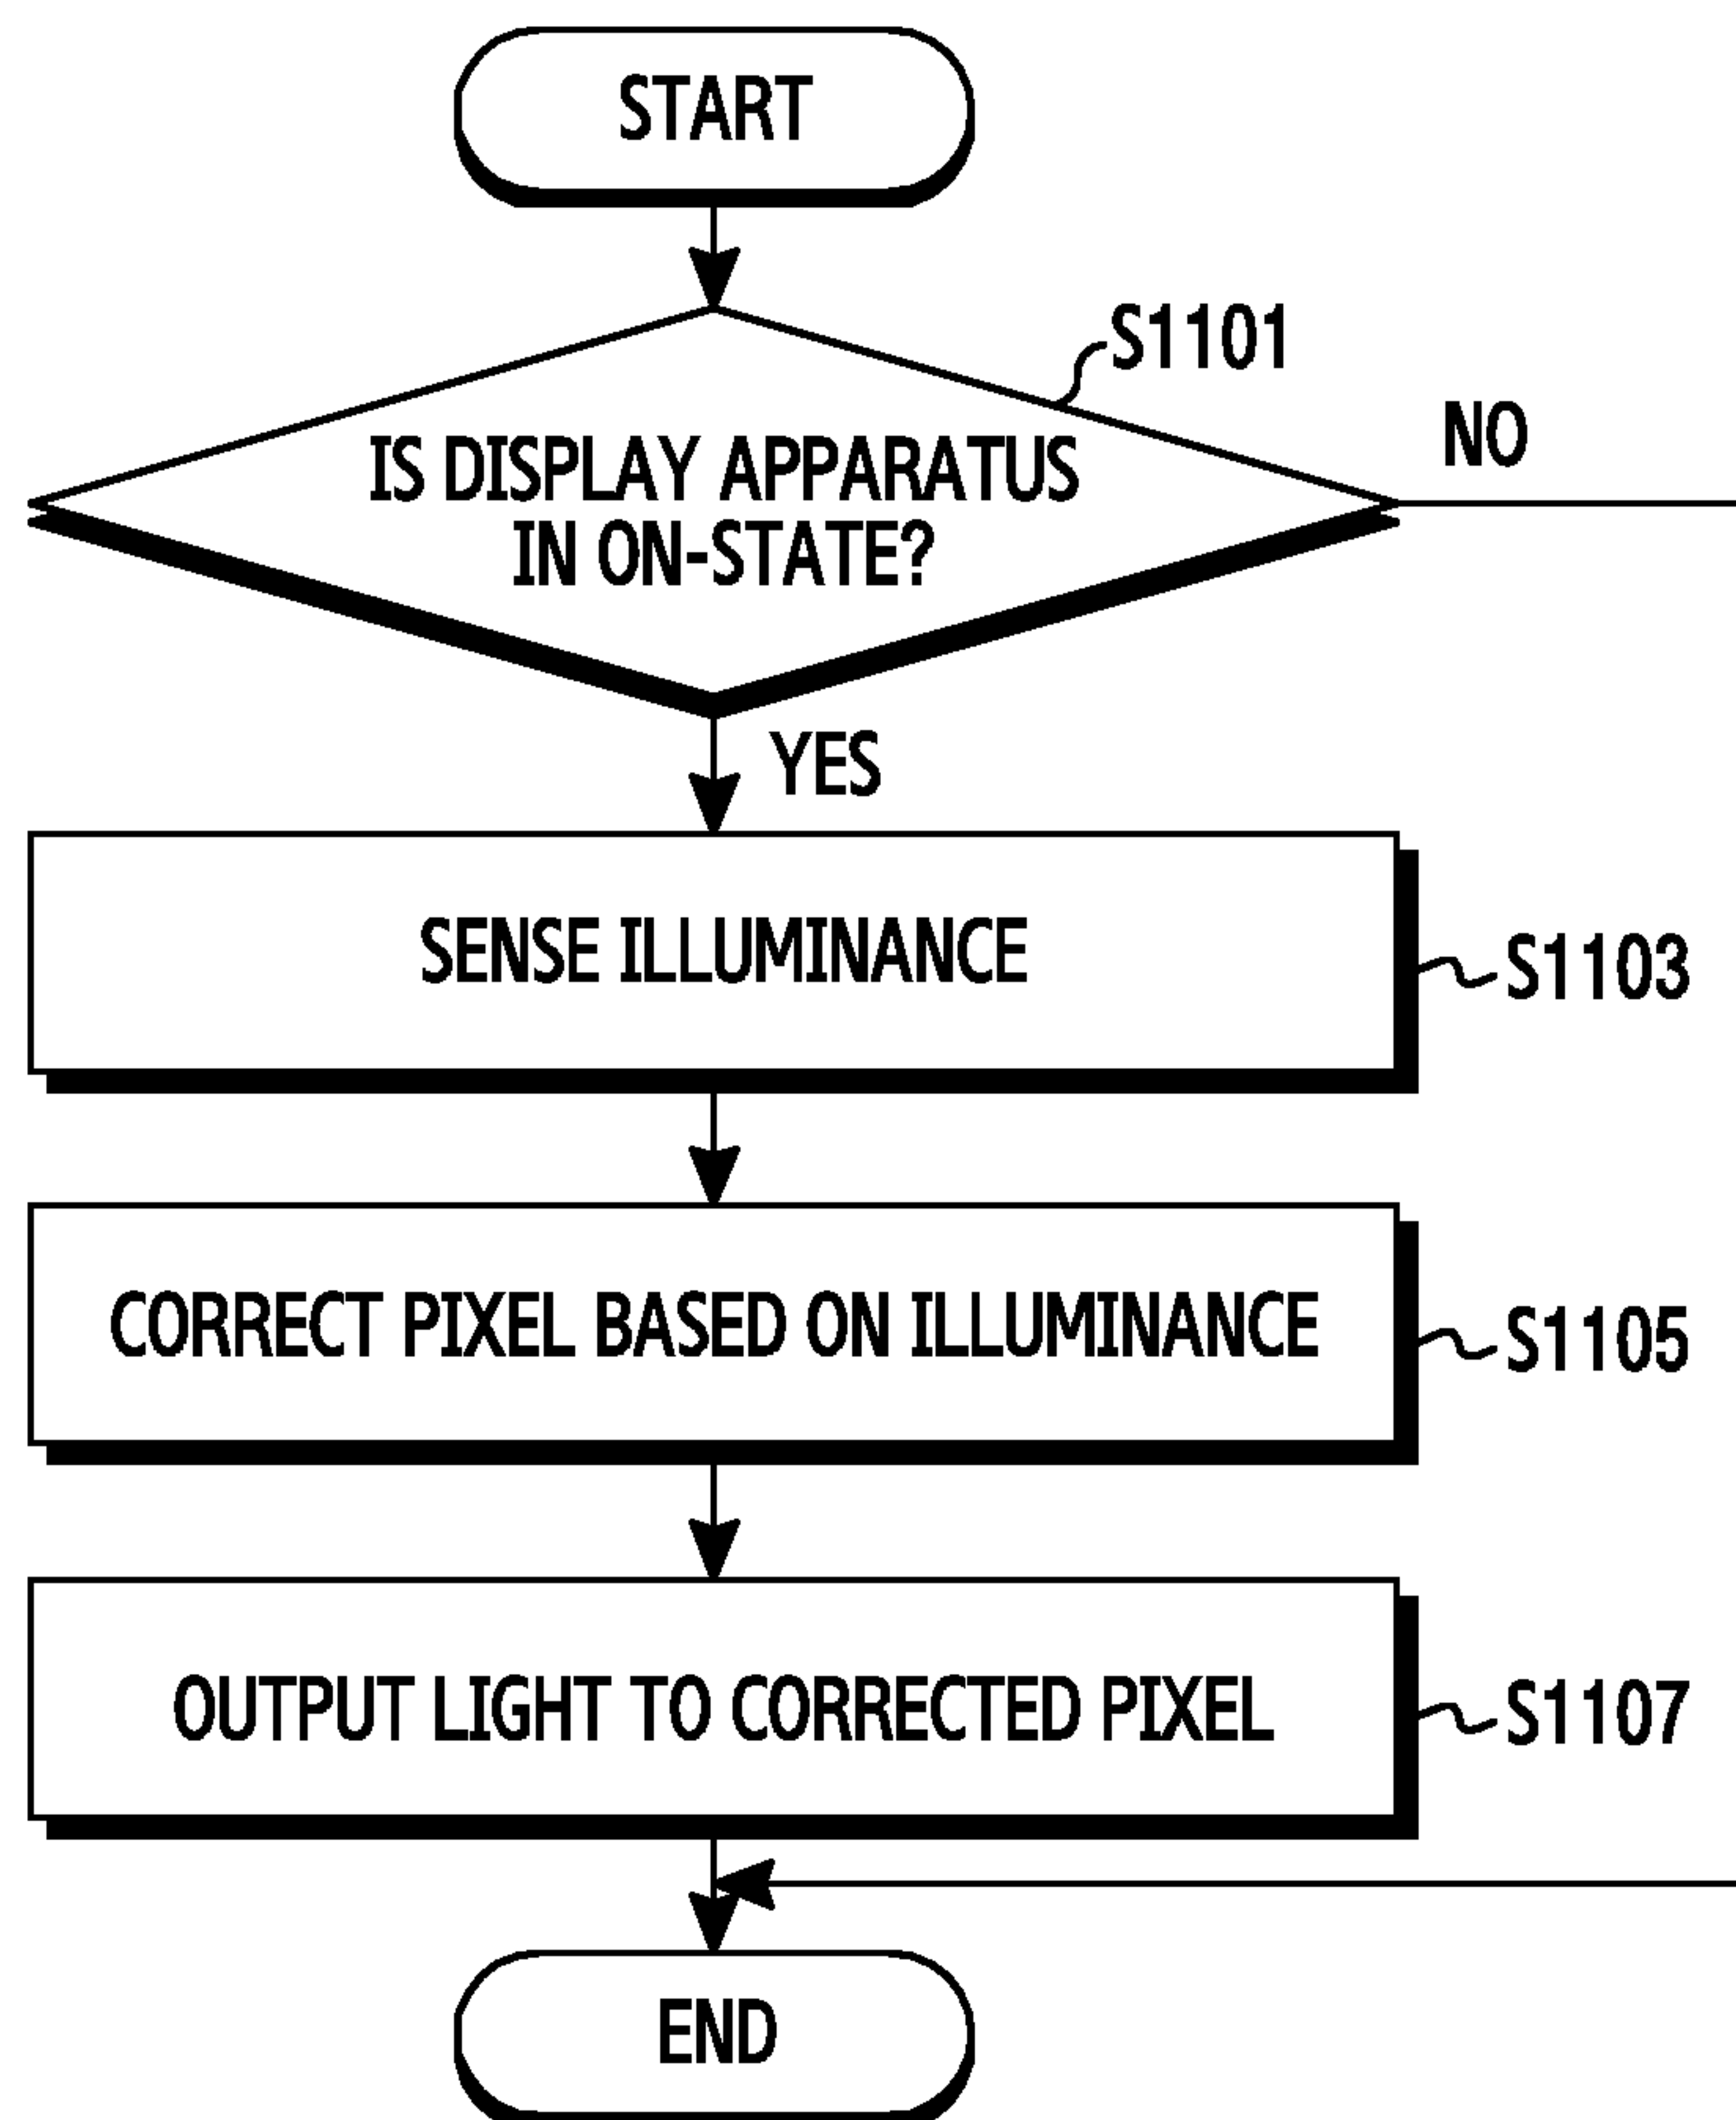 START
S1101
NO
IS DISPLAY APPARATUS
IN ON-STATE?
YES
SENSE ILLUMINANCE
S1103
CORRECT PIXEL BASED ON ILLUMINANCE
S1105
OUTPUT LIGHT TO CORRECTED PIXEL
S1107
END